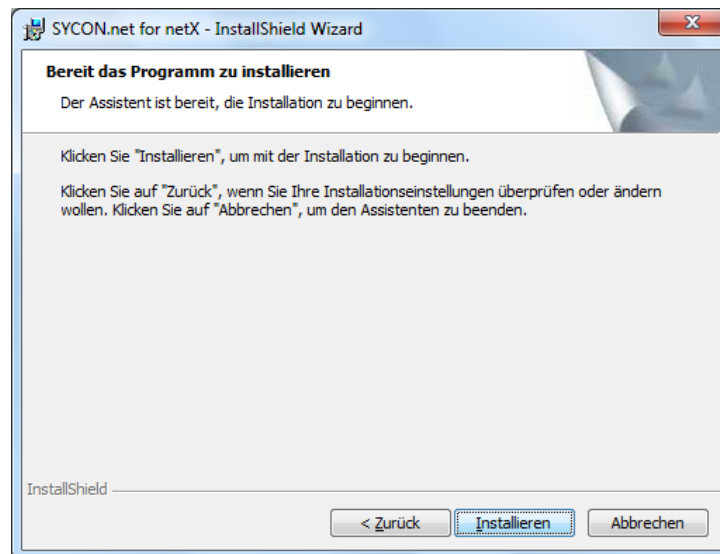 SYCON.net for netX - InstallShield Wizard
Bereit das Programm zu installieren
Der Assistent ist bereit, die Installation zu beginnen.
Klicken Sie "Installieren", um mit der Installation zu beginnen.
Klicken Sie auf "Zurück", wenn Sie Ihre Installationseinstellungen überprüfen oder ändern
wollen. Klicken Sie auf "Abbrechen", um den Assistenten zu beenden.
InstallShield
< Zurück Installieren Abbrechen